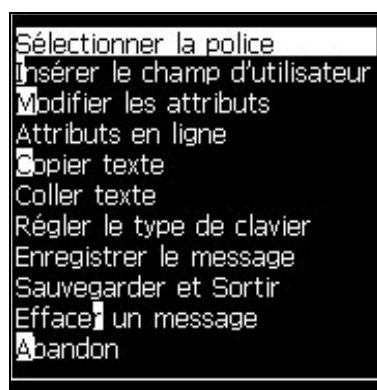 Sélectionner la police
Insérer le champ d'utilisateur
Modifier les attributs
Attributs en ligne
Copier texte
Coller texte
Régler le type de clavier
Enregistrer le message
Sauvegarder et Sortir
Effacer un message
Abandon